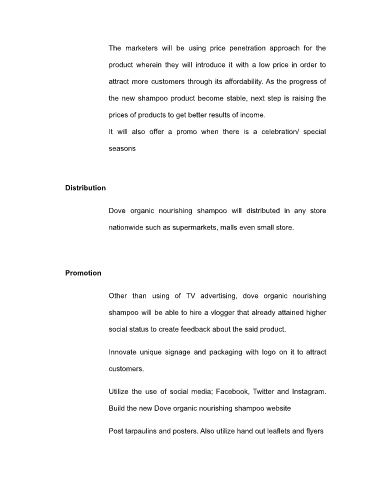 The marketers will be using price penetration approach for the
product wherein they will introduce it with a low price in order to
attract more customers through its affordability. As the progress of
the new shampoo product become stable, next step is raising the
prices of products to get better results of income.
It will also offer a promo when there is a celebration/ special
seasons
Distribution
Dove organic nourishing shampoo will distributed in any store
nationwide such as supermarkets, malls even small store.
Promotion
Other than using of TV advertising, dove organic nourishing
shampoo will be able to hire a vlogger that already attained higher
social status to create feedback about the said product.
Innovate unique signage and packaging with logo on it to attract
customers.
Utilize the use of social media; Facebook, Twitter and Instagram.
Build the new Dove organic nourishing shampoo website
Post tarpaulins and posters. Also utilize hand out leaflets and flyers